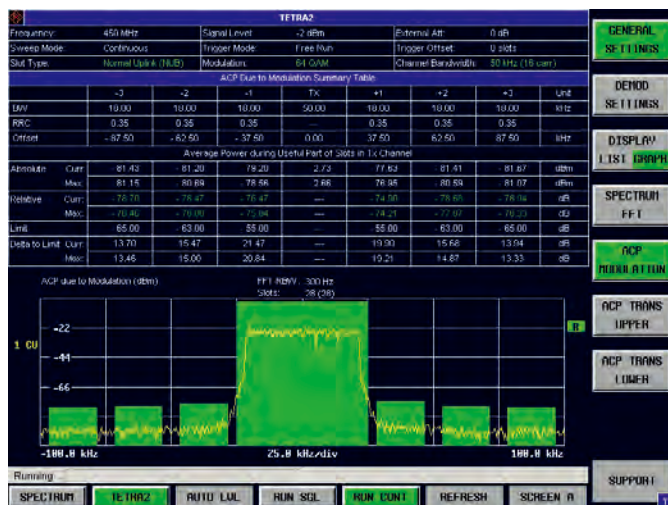 TETRA2
Frequency: 450 MHz Signal Level: -2 dBm External Att: 0 dB
Sweep Mode: Continuous Trigger Mode: Free Run Trigger Offset: 0 slots
Slot Type: Normal Uplink (NUB) Modulation: 64 QAM Channel Bandwidth: 50 kHz (16 carr)
ACP Due to Modulation Summary Table
-3 -2 -1 TX +1 +2 +3 Unit
BW 18.00 18.00 18.00 50.00 18.00 18.00 18.00 kHz
RRC 0.35 0.35 0.35 --- 0.35 0.35 0.35
Offset - 87.50 - 62.50 - 37.50 0.00 37.50 62.50 87.50 kHz
Average Power during Useful Part of Slots in Tx Channel
Absolute Curr: - 81.43 - 81.20 79.20 2.73 77.63 - 81.41 - 81.67 dBm
Max: 81.15 - 80.69 - 78.56 2.66 76.95 - 80.59 - 81.07 dBm
Relative Curr: - 78.70 - 78.47 - 76.47 --- - 74.90 - 78.68 - 78.94 dB
Max: - 78.46 - 78.00 - 75.84 --- - 74.21 - 77.87 - 78.33 dB
Limit - 65.00 - 63.00 55.00 --- -55.00 - 63.00 - 65.00 dB
Delta to Limit Curr: 13.70 15.47 21.47 --- 19.90 15.68 13.94 dB
Max: 13.46 15.00 20.84 --- 19.21 14.87 13.33 dB
ACP due to Modulation (dBm) FFT-RBW: 300 Hz
Slots: 28 (28)
-22
1 CU
-44
-66
R
-100.0 kHz 25.0 kHz/div 100.0 kHz
Running
SPECTRUM TETRA2 AUTO LVL RUN SGL RUN CONT REFRESH SCREEN A
GENERAL
SETTINGS
DEMOD
SETTINGS
DISPLAY
LIST GRAPH
SPECTRUM
FFT
ACP
MODULATION
ACP TRANS
UPPER
ACP TRANS
LOWER
SUPPORT